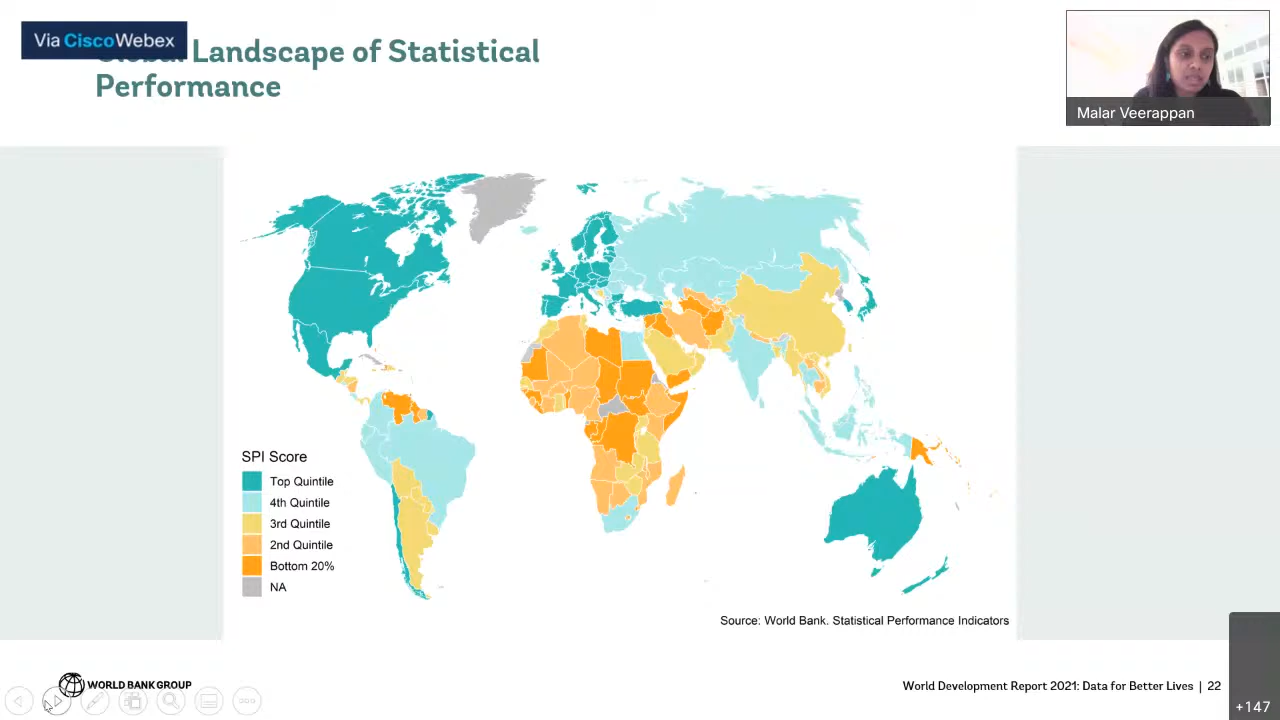 Via CiscoWebex
Global Landscape of Statistical
Performance
Malar Veerappan
SPI Score
Top Quintile
4th Quintile
3rd Quintile
2nd Quintile
Bottom 20%
NA
Source: World Bank. Statistical Performance Indicators
WORLD BANK GROUP
World Development Report 2021: Data for Better Lives | 22
+147